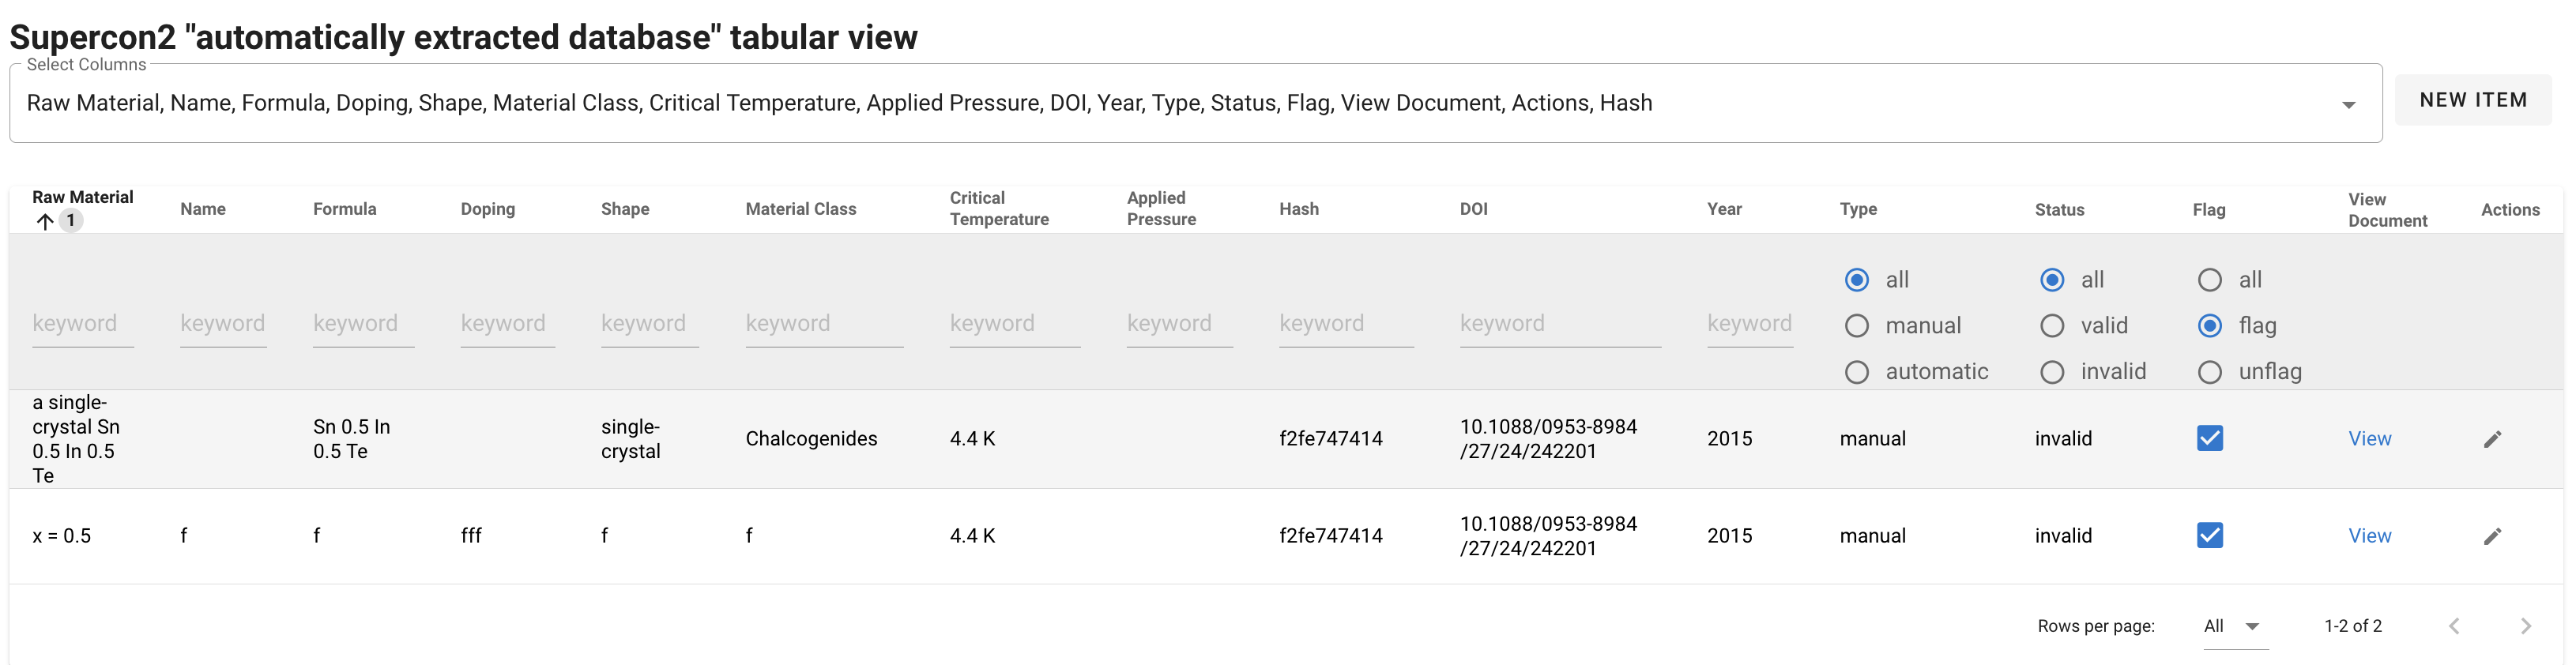 Supercon2 "automatically extracted database" tabular view
Select Columns
Raw Material, Name, Formula, Doping, Shape, Material Class, Critical Temperature, Applied Pressure, DOI, Year, Type, Status, Flag, View Document, Actions, Hash
NEW ITEM
Raw Material 1 Name Formula Doping Shape Material Class Critical Temperature Applied Pressure Hash DOI Year Type Status Flag View Document Actions
keyword keyword keyword keyword keyword keyword keyword keyword keyword keyword keyword
all all all
manual valid flag
automatic invalid unflag
a single-
crystal Sn
0.5 In 0.5
Te
Sn 0.5 In
0.5 Te
single-
crystal
Chalcogenides
4.4 K
f2fe747414
10.1088/0953-8984
/27/24/242201
2015
manual
invalid
View
x = 0.5
f
f
fff
f
f
4.4 K
f2fe747414
10.1088/0953-8984
/27/24/242201
2015
manual
invalid
View
Rows per page: All 1-2 of 2